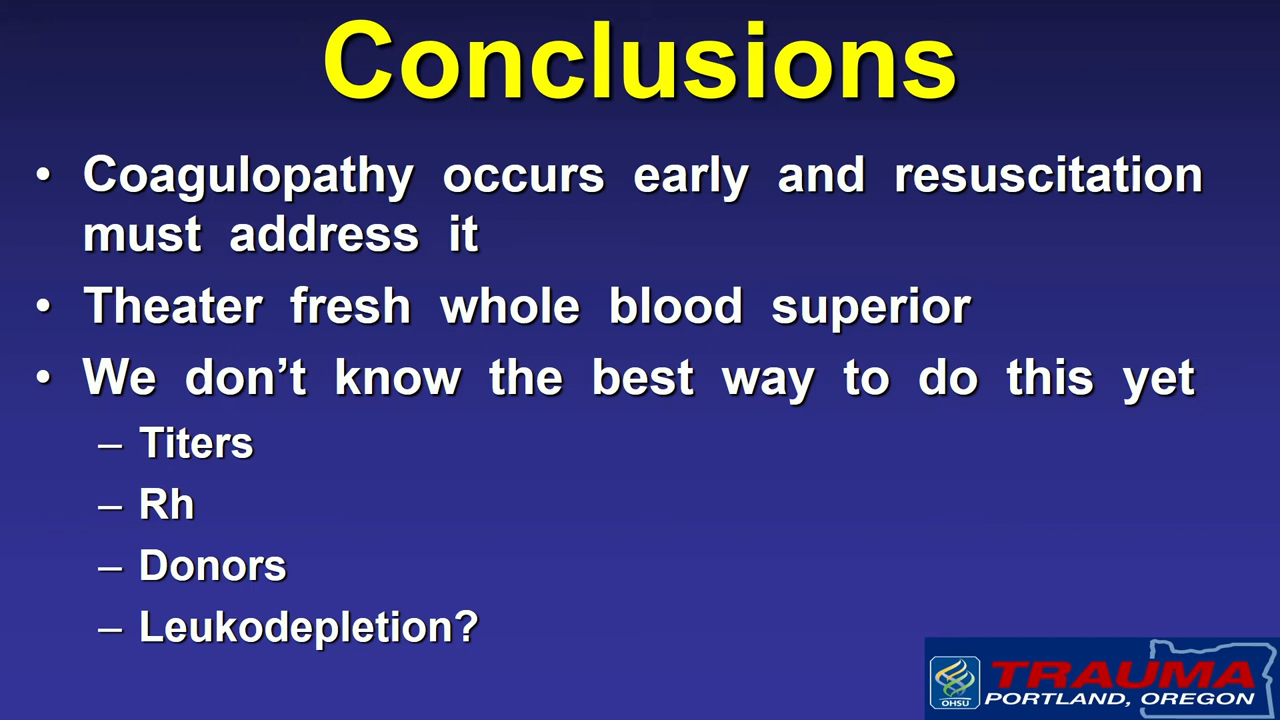 Conclusions
• Coagulopathy occurs early and resuscitation
must address it
• Theater fresh whole blood superior
• We don’t know the best way to do this yet
– Titers
– Rh
– Donors
– Leukodepletion?
TRAUMA
OHSU
PORTLAND, OREGON